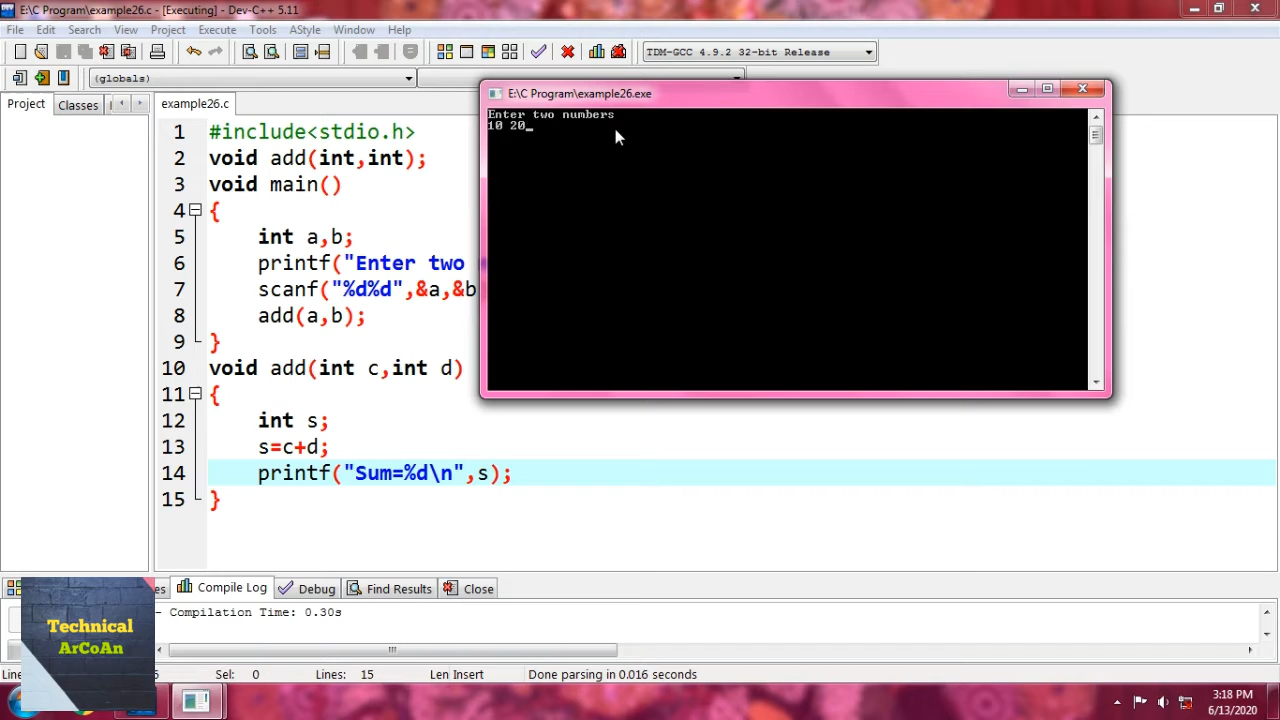 E:\C Program\example26.c - [Executing] - Dev-C++ 5.11
File Edit Search View Project Execute Tools AStyle Window Help
TDM-GCC 4.9.2 32-bit Release
(globals)
Project Classes
example26.c
E:\C Program\example26.exe
Enter two numbers
10 20_
1 #include<stdio.h>
2 void add(int,int);
3 void main()
4 {
5 int a,b;
6 printf("Enter two
7 scanf("%d%d",&a,&b
8 add(a,b);
9 }
10 void add(int c,int d)
11 {
12 int s;
13 s=c+d;
14 printf("Sum=%d\n",s);
15 }
Compile Log Debug Find Results Close
- Compilation Time: 0.30s
Technical
ArCoAn
Sel: 0 Lines: 15 Len Insert Done parsing in 0.016 seconds
3:18 PM
6/13/2020